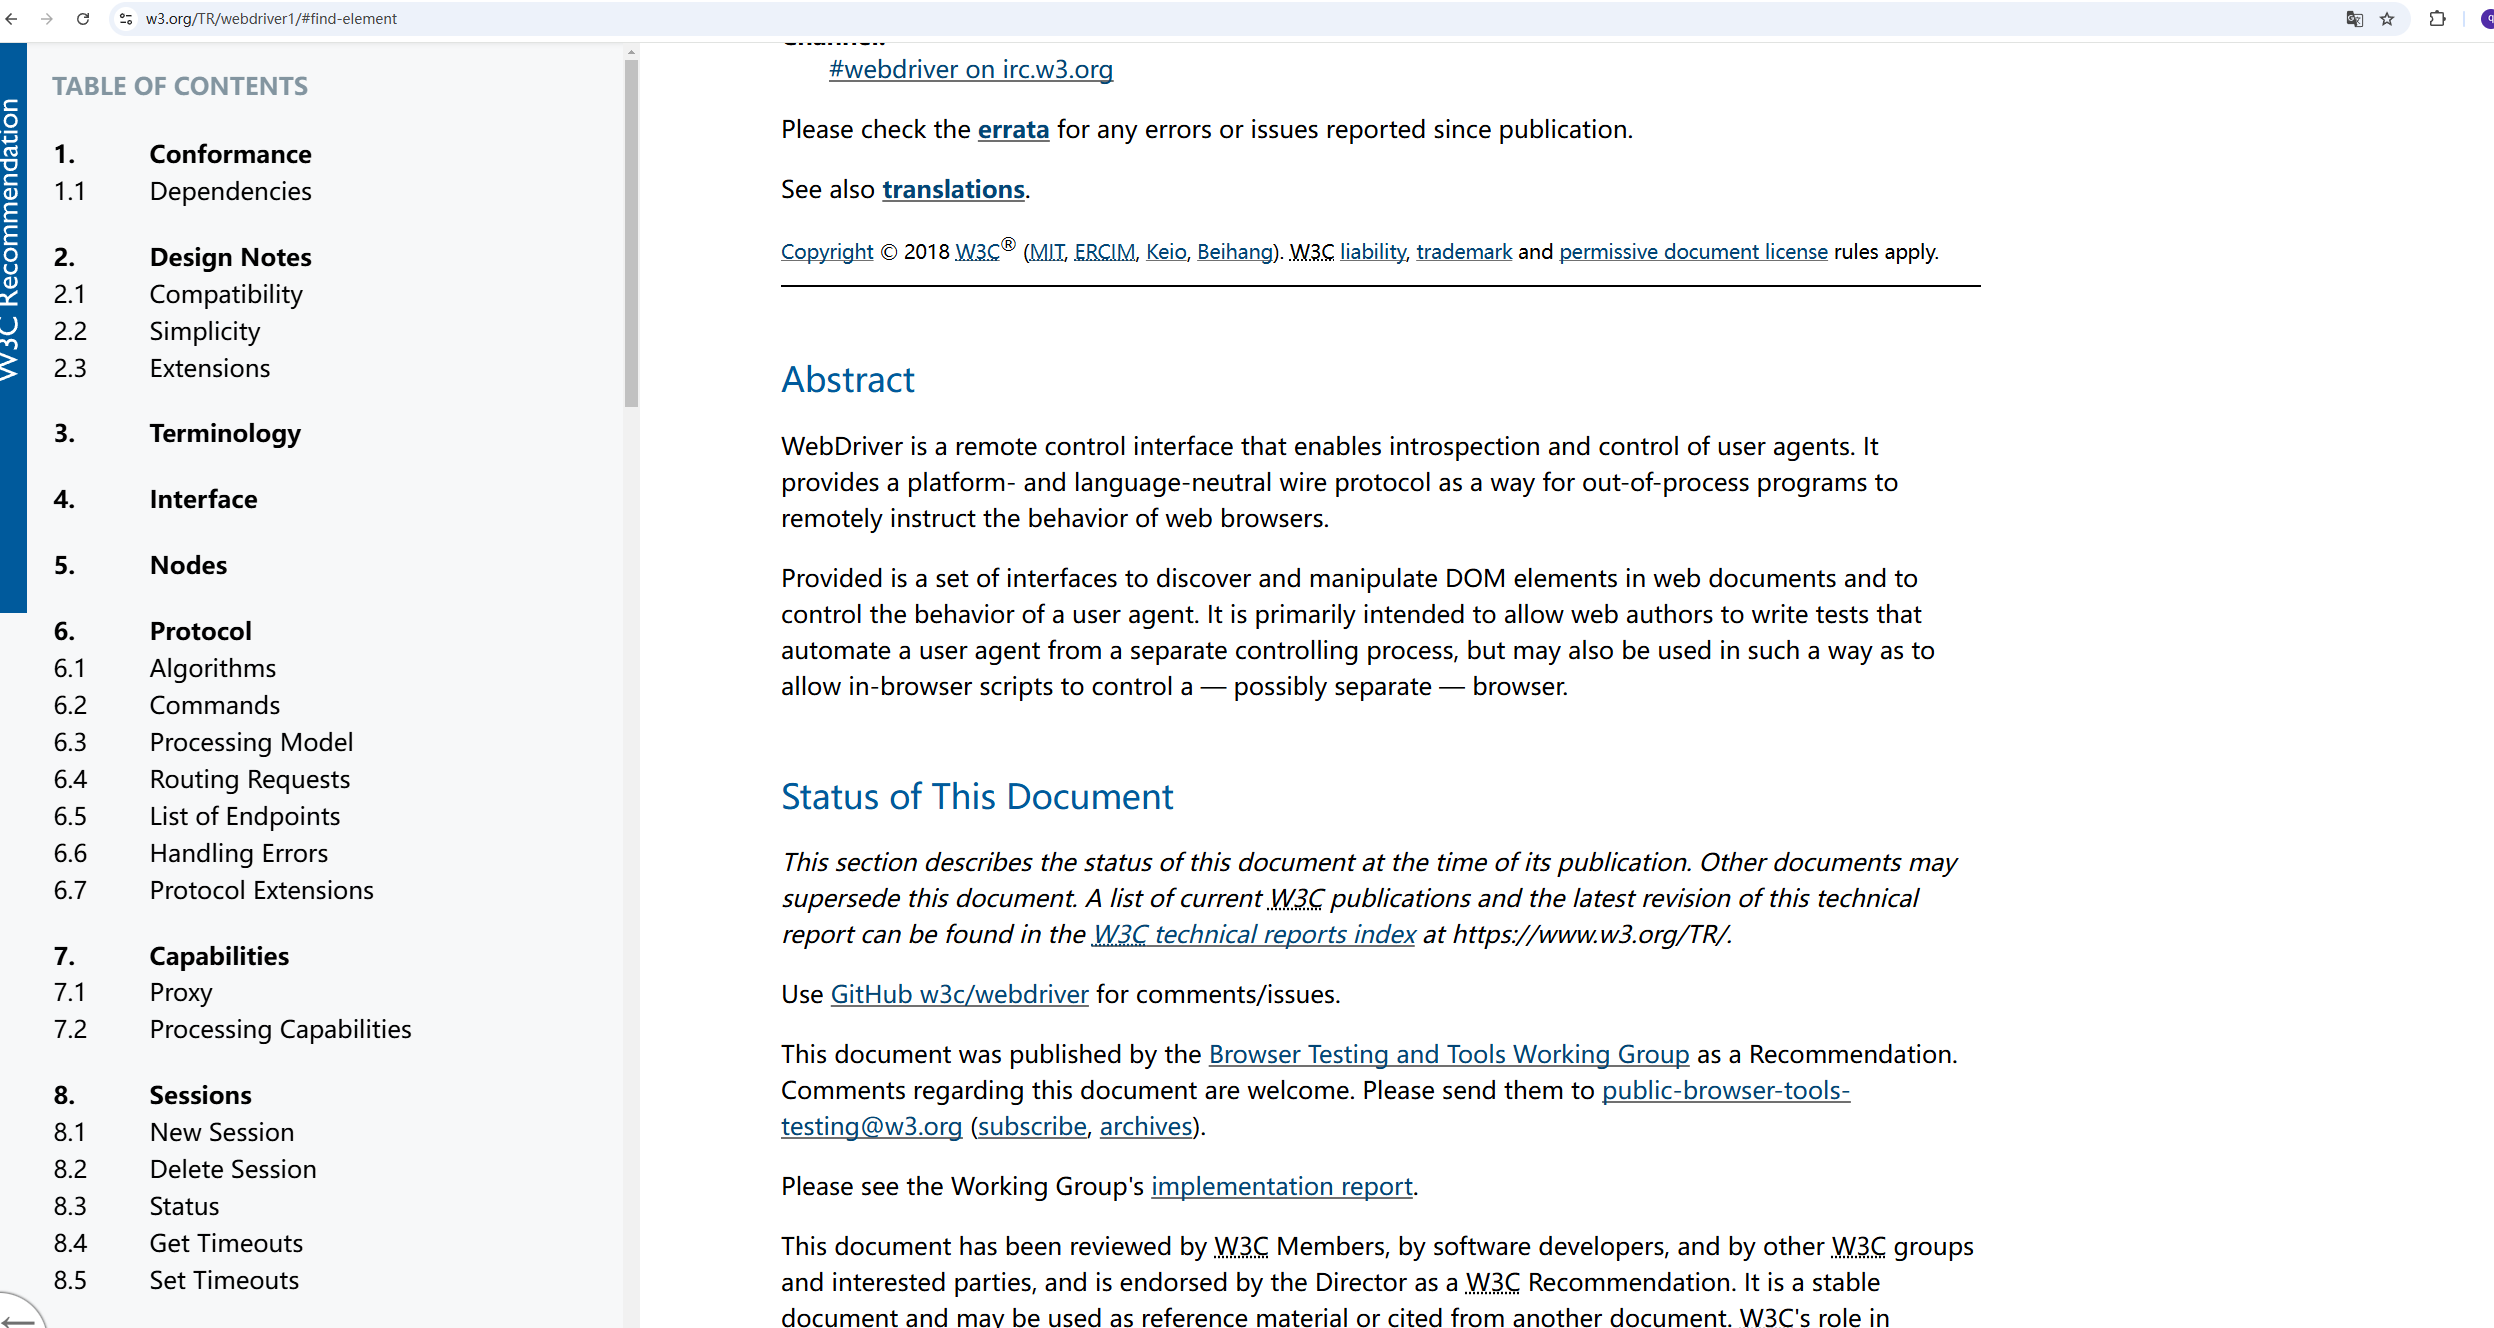 w3.org/TR/webdriver1/#find-element
W3C Recommendation
TABLE OF CONTENTS
1. Conformance
1.1 Dependencies
2. Design Notes
2.1 Compatibility
2.2 Simplicity
2.3 Extensions
3. Terminology
4. Interface
5. Nodes
6. Protocol
6.1 Algorithms
6.2 Commands
6.3 Processing Model
6.4 Routing Requests
6.5 List of Endpoints
6.6 Handling Errors
6.7 Protocol Extensions
7. Capabilities
7.1 Proxy
7.2 Processing Capabilities
8. Sessions
8.1 New Session
8.2 Delete Session
8.3 Status
8.4 Get Timeouts
8.5 Set Timeouts
#webdriver on irc.w3.org
Please check the errata for any errors or issues reported since publication.
See also translations.
Copyright © 2018 W3C® (MIT, ERCIM, Keio, Beihang). W3C liability, trademark and permissive document license rules apply.
Abstract
WebDriver is a remote control interface that enables introspection and control of user agents. It
provides a platform- and language-neutral wire protocol as a way for out-of-process programs to
remotely instruct the behavior of web browsers.
Provided is a set of interfaces to discover and manipulate DOM elements in web documents and to
control the behavior of a user agent. It is primarily intended to allow web authors to write tests that
automate a user agent from a separate controlling process, but may also be used in such a way as to
allow in-browser scripts to control a — possibly separate — browser.
Status of This Document
This section describes the status of this document at the time of its publication. Other documents may
supersede this document. A list of current W3C publications and the latest revision of this technical
report can be found in the W3C technical reports index at https://www.w3.org/TR/.
Use GitHub w3c/webdriver for comments/issues.
This document was published by the Browser Testing and Tools Working Group as a Recommendation.
Comments regarding this document are welcome. Please send them to public-browser-tools-
testing@w3.org (subscribe, archives).
Please see the Working Group's implementation report.
This document has been reviewed by W3C Members, by software developers, and by other W3C groups
and interested parties, and is endorsed by the Director as a W3C Recommendation. It is a stable
document and may be used as reference material or cited from another document. W3C's role in